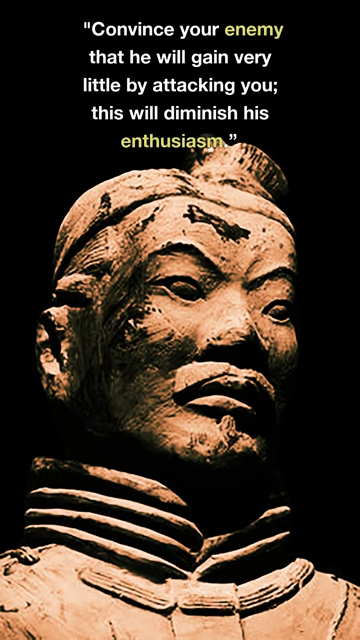 "Convince your enemy
that he will gain very
little by attacking you;
this will diminish his
enthusiasm.”